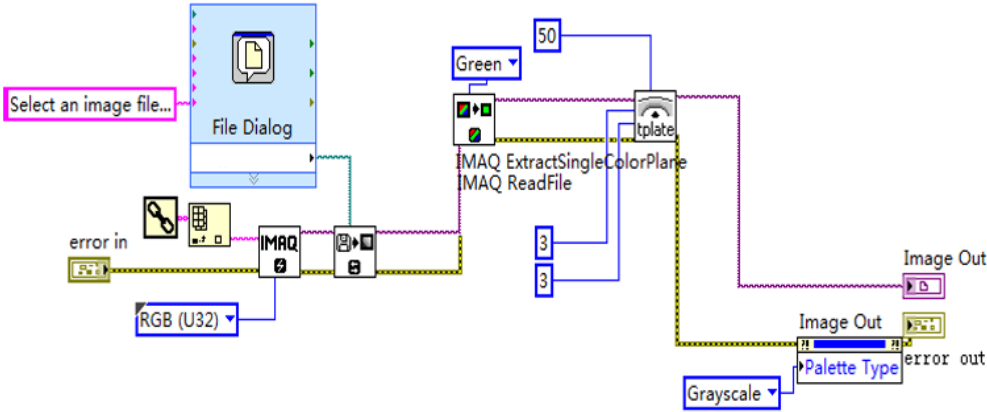 50
Green
Select an image file...
File Dialog
tplate
IMAQ ExtractSingleColorPlane
IMAQ ReadFile
error in
IMAQ
3
3
RGB (U32)
Image Out
Image Out
error out
Palette Type
Grayscale